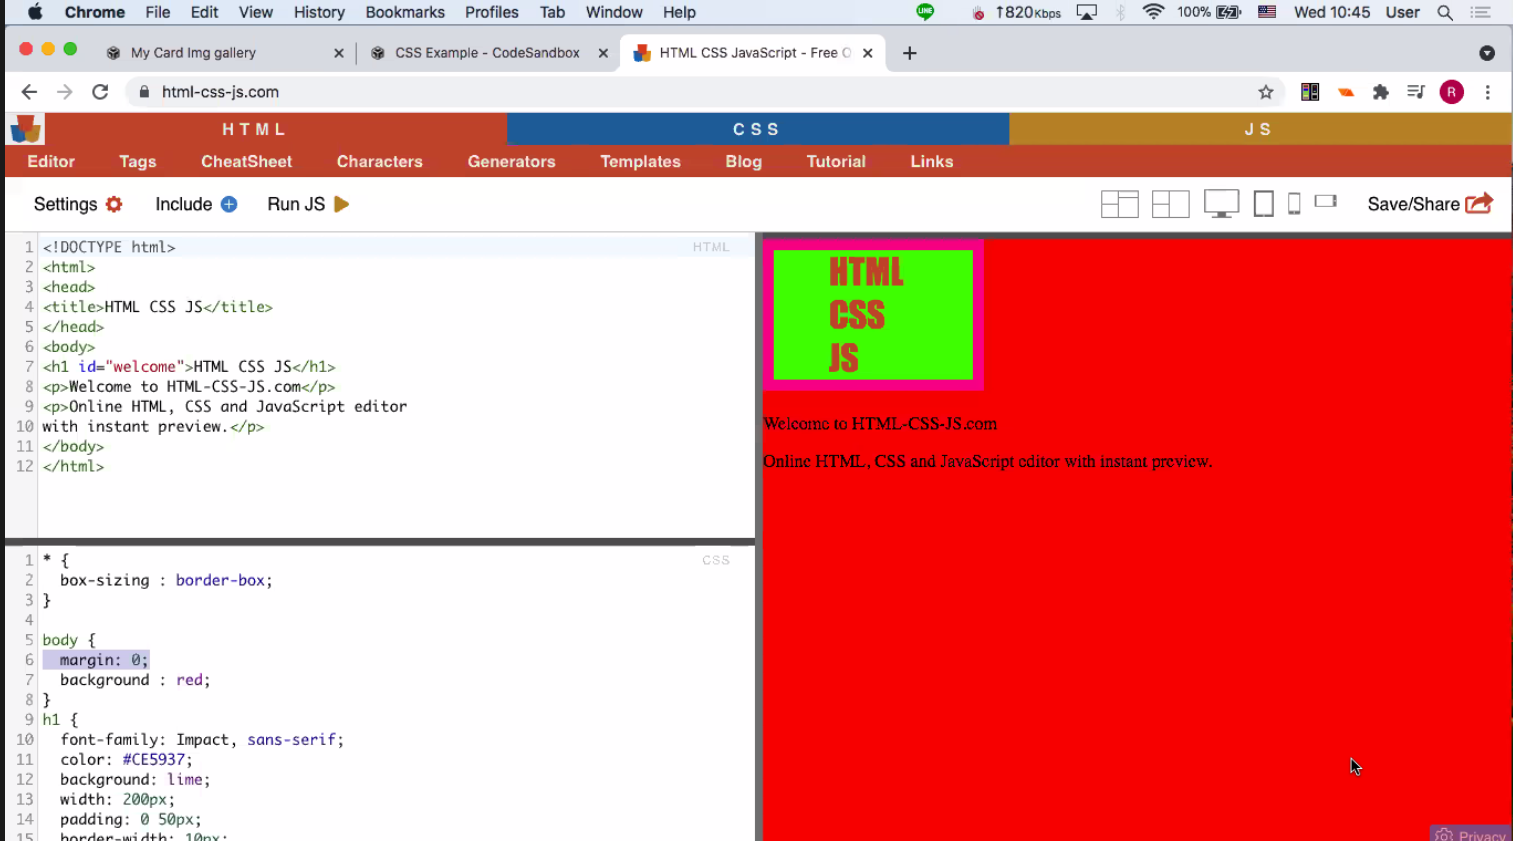 Chrome File Edit View History Bookmarks Profiles Tab Window Help LINE ↑820Kbps 100% Wed 10:45 User
My Card Img gallery CSS Example - CodeSandbox HTML CSS JavaScript - Free
html-css-js.com R
HTML CSS JS
Editor Tags CheatSheet Characters Generators Templates Blog Tutorial Links
Settings Include Run JS Save/Share
HTML
1 <!DOCTYPE html>
2 <html>
3 <head>
4 <title>HTML CSS JS</title>
5 </head>
6 <body>
7 <h1 id="welcome">HTML CSS JS</h1>
8 <p>Welcome to HTML-CSS-JS.com</p>
9 <p>Online HTML, CSS and JavaScript editor
10 with instant preview.</p>
11 </body>
12 </html>
CSS
1 * {
2 box-sizing : border-box;
3 }
4
5 body {
6 margin: 0;
7 background : red;
8 }
9 h1 {
10 font-family: Impact, sans-serif;
11 color: #CE5937;
12 background: lime;
13 width: 200px;
14 padding: 0 50px;
15 border-width: 10px;
HTML
CSS
JS
Welcome to HTML-CSS-JS.com
Online HTML, CSS and JavaScript editor with instant preview.
Privacy